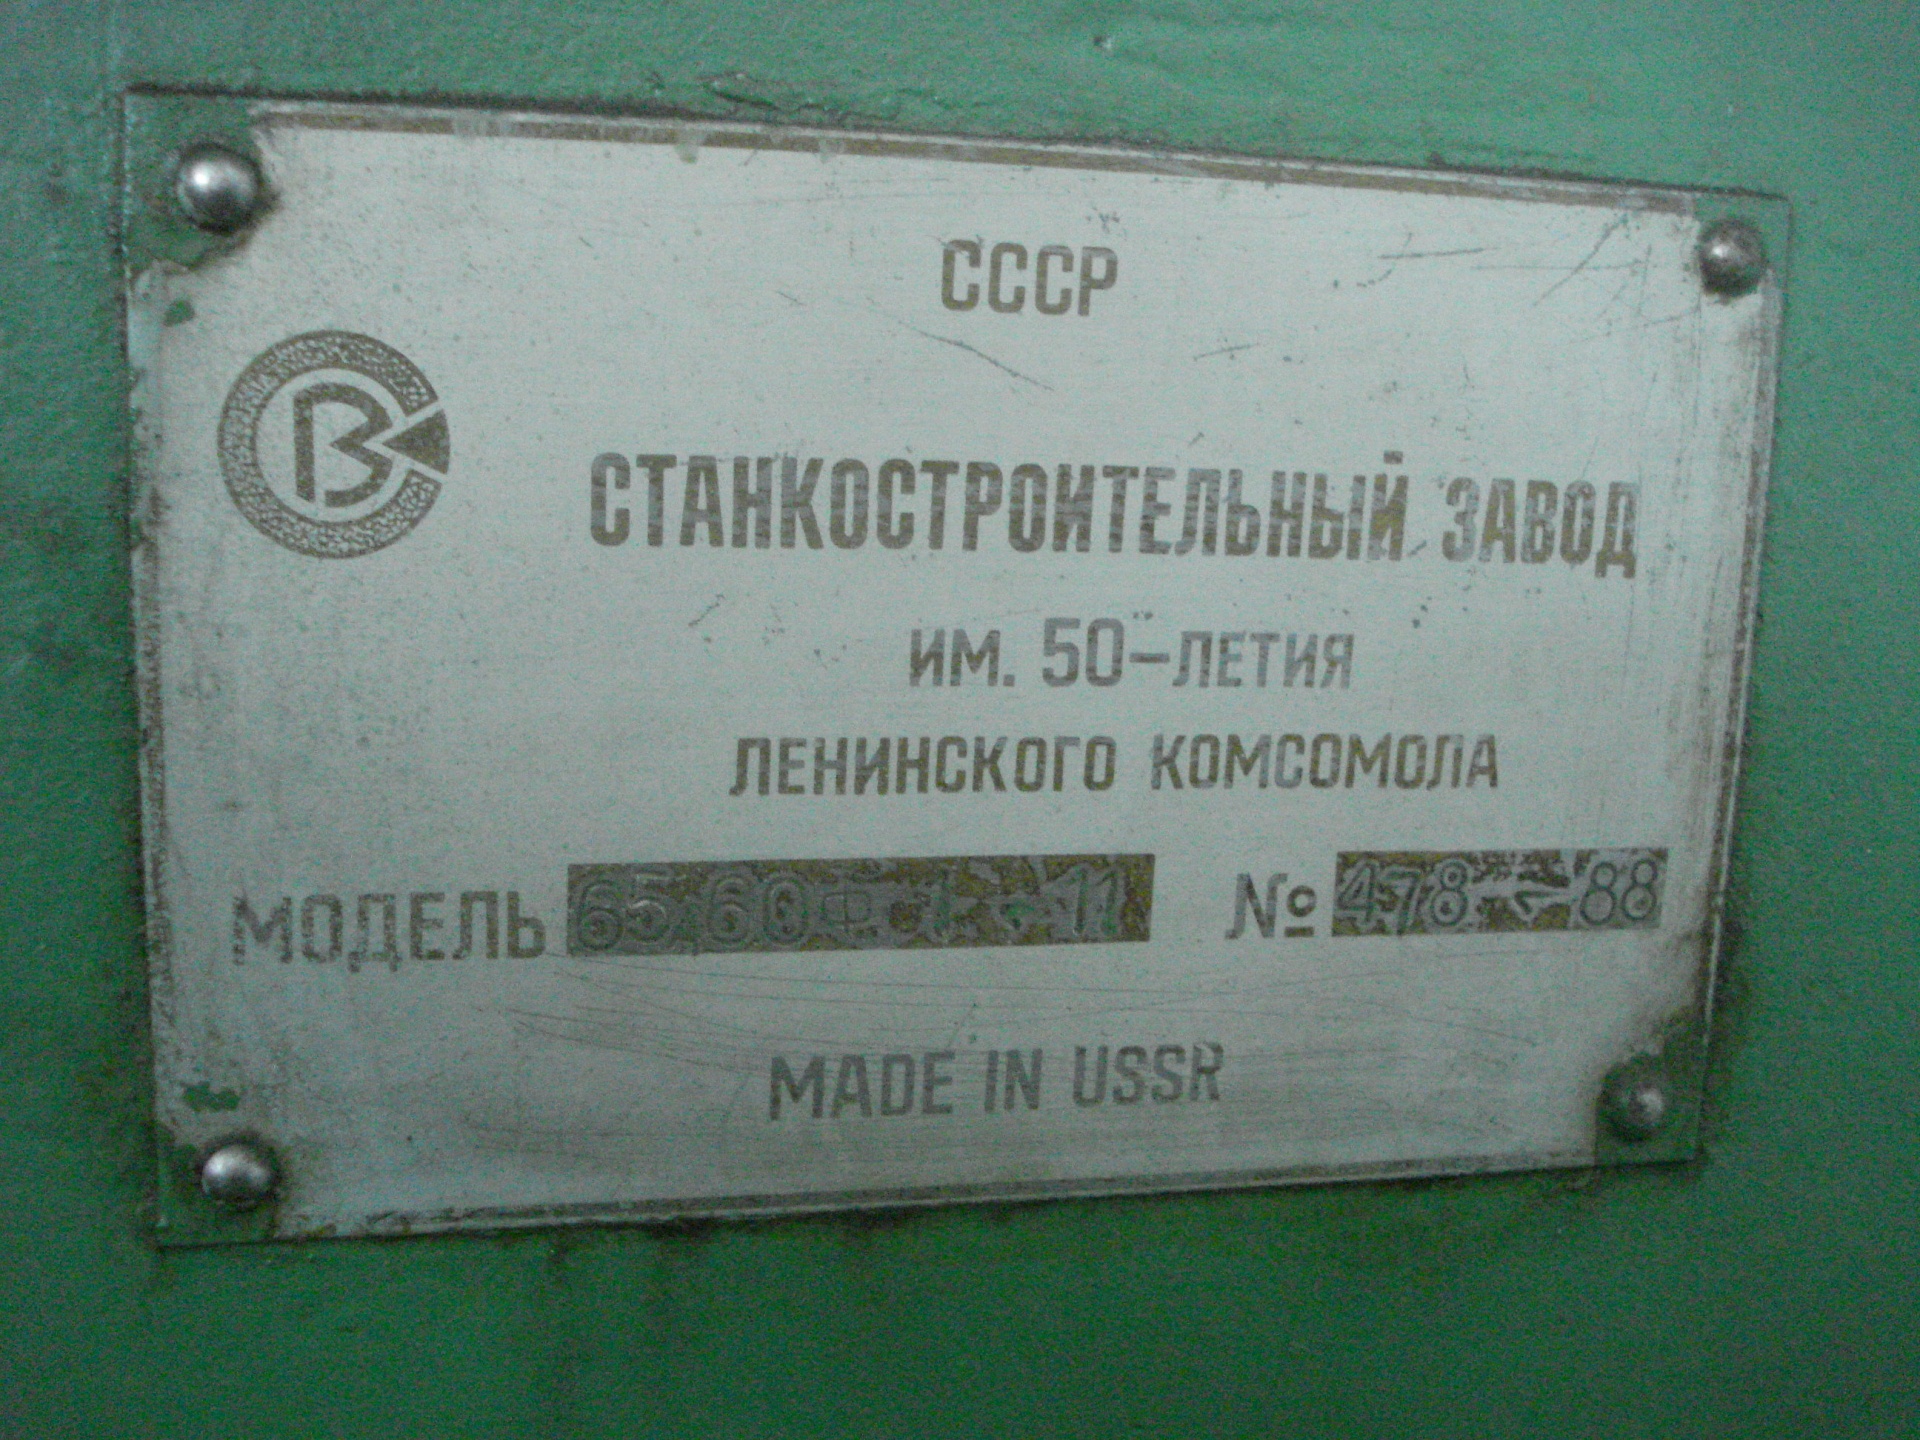 СССР
СТАНКОСТРОИТЕЛЬНЫЙ ЗАВОД
ИМ. 50-ЛЕТИЯ
ЛЕНИНСКОГО КОМСОМОЛА
МОДЕЛЬ 6560Ф1-11 № 478-88
MADE IN USSR